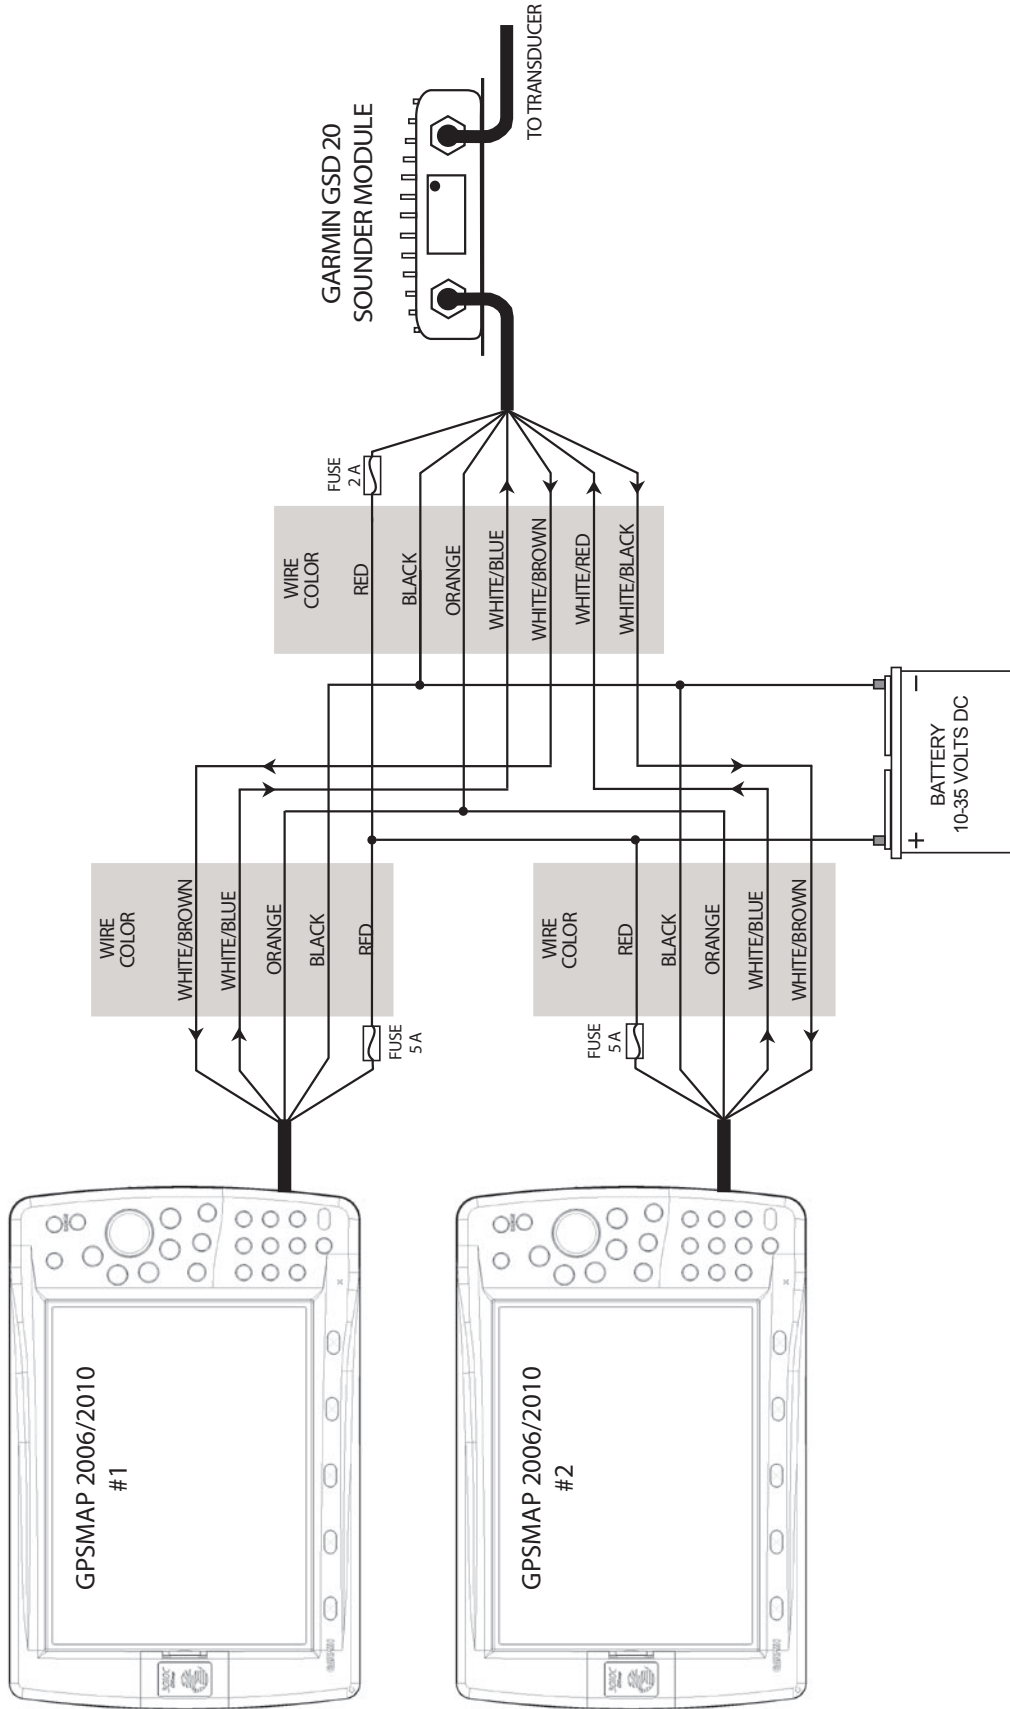 GPSMAP 2006/2010
#1
WIRE
COLOR
WHITE/BROWN
WHITE/BLUE
ORANGE
BLACK
RED
FUSE
5 A
GARMIN GSD 20
SOUNDER MODULE
TO TRANSDUCER
WIRE
COLOR
FUSE
2 A
RED
BLACK
ORANGE
WHITE/BLUE
WHITE/BROWN
WHITE/RED
WHITE/BLACK
GPSMAP 2006/2010
#2
WIRE
COLOR
FUSE
5 A
RED
BLACK
ORANGE
WHITE/BLUE
WHITE/BROWN
+ −
BATTERY
10-35 VOLTS DC